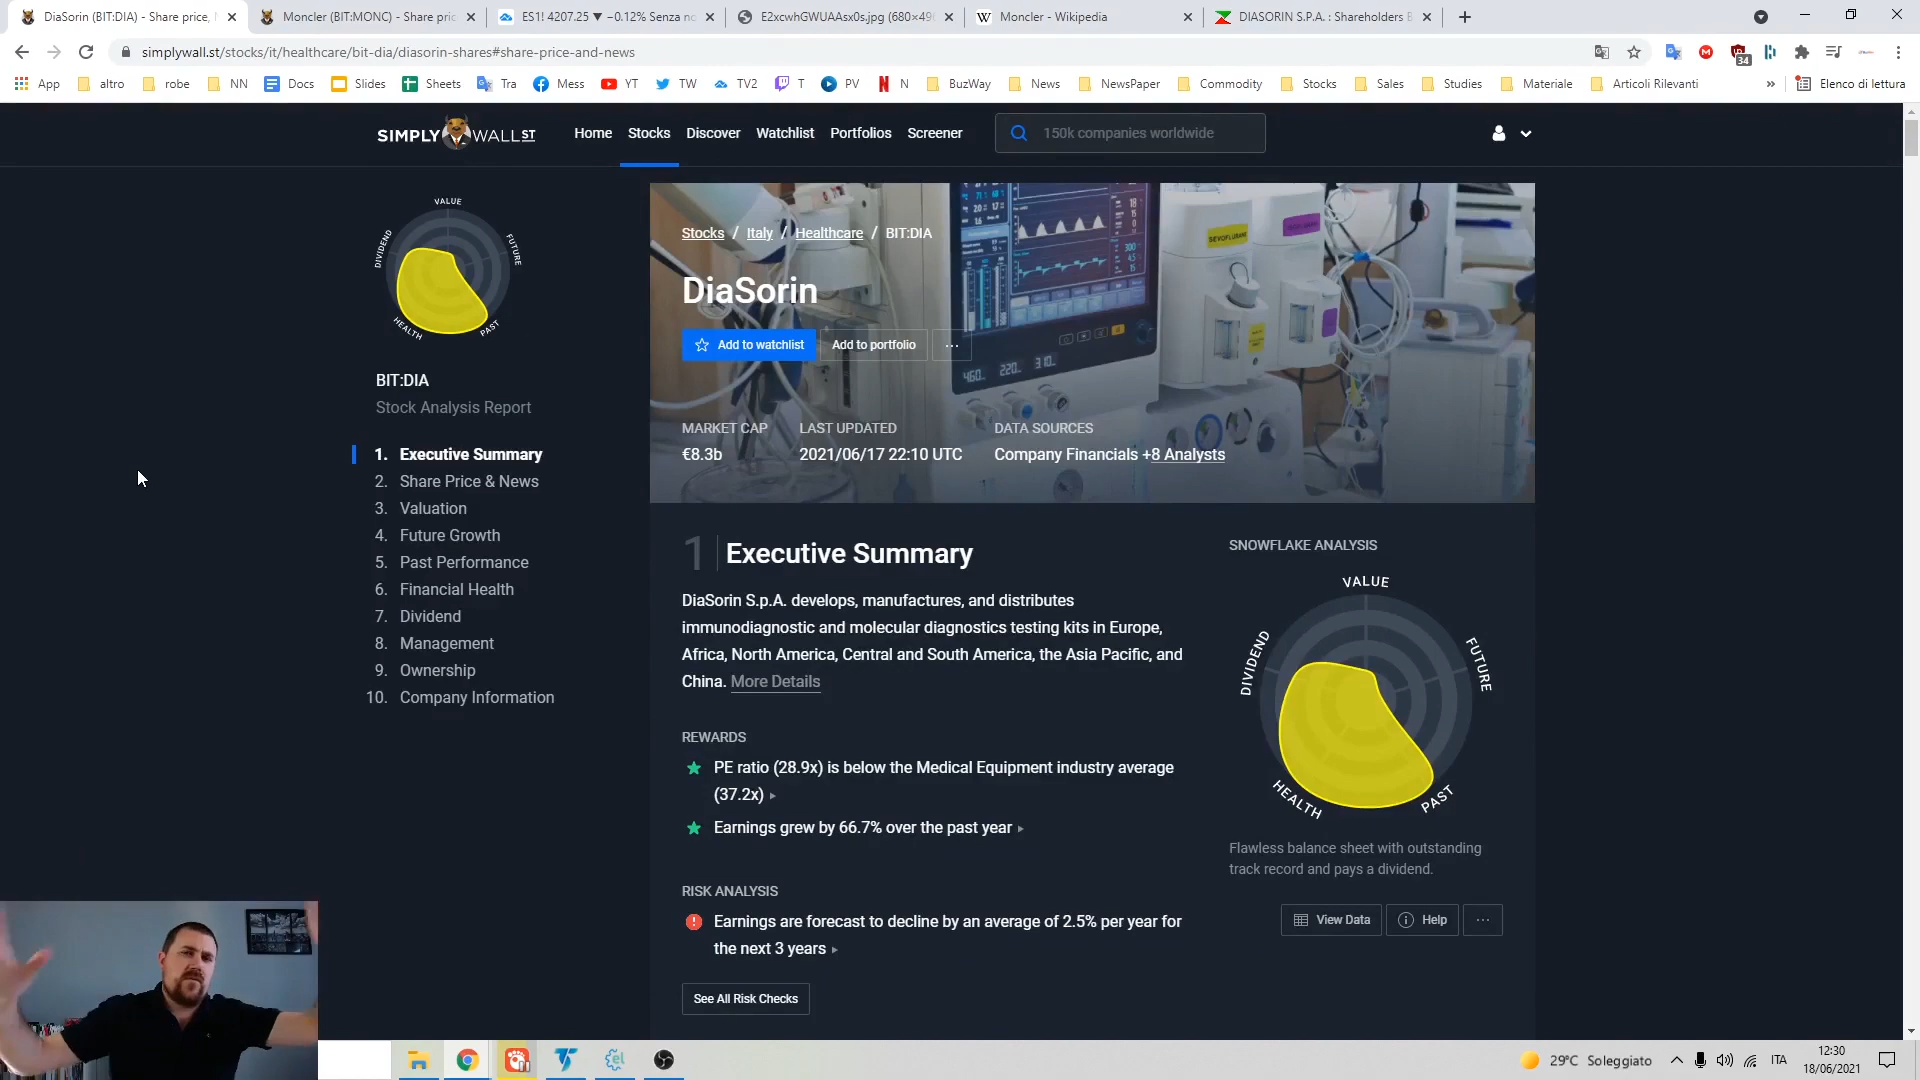 DiaSorin (BIT:DIA) - Share price,
Moncler (BIT:MONC) - Share pric
ES1! 4207.25 ▼ −0.12% Senza no
E2xcwhGWUAAsx0s.jpg (680×49
Moncler - Wikipedia
DIASORIN S.P.A. : Shareholders B
simplywall.st/stocks/it/healthcare/bit-dia/diasorin-shares#share-price-and-news
34
App altro robe NN Docs Slides Sheets Tra Mess YT TW TV2 T PV N BuzWay News NewsPaper Commodity Stocks Sales Studies Materiale Articoli Rilevanti » Elenco di lettura
SIMPLY WALL ST
Home Stocks Discover Watchlist Portfolios Screener
150k companies worldwide
VALUE
FUTURE
PAST
HEALTH
DIVIDEND
BIT:DIA
Stock Analysis Report
1. Executive Summary
2. Share Price & News
3. Valuation
4. Future Growth
5. Past Performance
6. Financial Health
7. Dividend
8. Management
9. Ownership
10. Company Information
Stocks / Italy / Healthcare / BIT:DIA
DiaSorin
Add to watchlist
Add to portfolio
...
SEVOFLURANE
MARKET CAP
€8.3b
LAST UPDATED
2021/06/17 22:10 UTC
DATA SOURCES
Company Financials +8 Analysts
1 Executive Summary
DiaSorin S.p.A. develops, manufactures, and distributes
immunodiagnostic and molecular diagnostics testing kits in Europe,
Africa, North America, Central and South America, the Asia Pacific, and
China. More Details
REWARDS
PE ratio (28.9x) is below the Medical Equipment industry average
(37.2x)
Earnings grew by 66.7% over the past year
RISK ANALYSIS
Earnings are forecast to decline by an average of 2.5% per year for
the next 3 years
See All Risk Checks
SNOWFLAKE ANALYSIS
VALUE
FUTURE
PAST
HEALTH
DIVIDEND
Flawless balance sheet with outstanding
track record and pays a dividend.
View Data
Help
...
29°C Soleggiato
ITA
12:30
18/06/2021